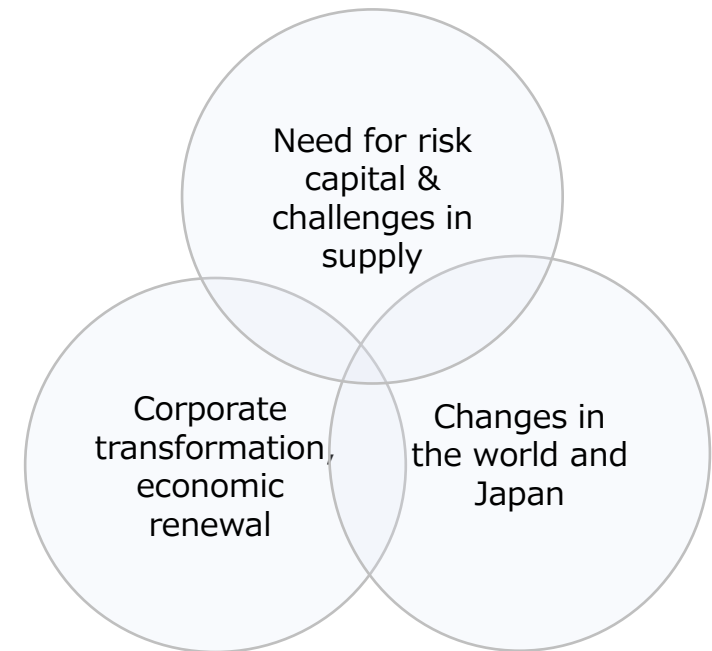 Need for risk
capital &
challenges in
supply
Corporate
transformation,
economic
renewal
Changes in
the world and
Japan